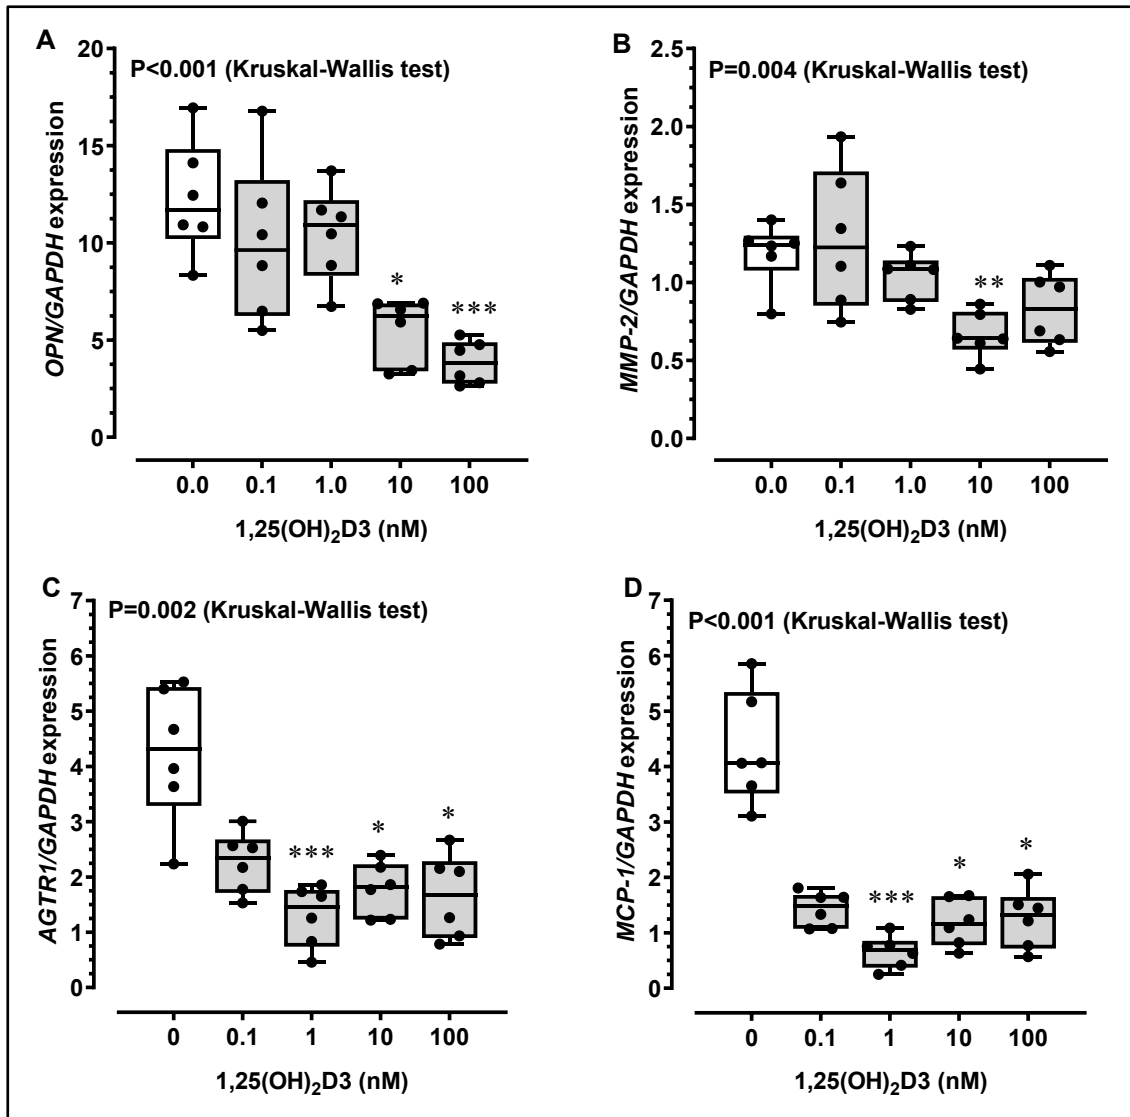 A
P<0.001 (Kruskal-Wallis test)
OPN/GAPDH expression
20
15
10
5
0
*
***
0.0 0.1 1.0 10 100
1,25(OH)₂D3 (nM)
B
P=0.004 (Kruskal-Wallis test)
MMP-2/GAPDH expression
2.5
2.0
1.5
1.0
0.5
0.0
**
0.0 0.1 1.0 10 100
1,25(OH)₂D3 (nM)
C
P=0.002 (Kruskal-Wallis test)
AGTR1/GAPDH expression
7
6
5
4
3
2
1
0
*** * *
0 0.1 1 10 100
1,25(OH)₂D3 (nM)
D
P<0.001 (Kruskal-Wallis test)
MCP-1/GAPDH expression
7
6
5
4
3
2
1
0
*** * *
0 0.1 1 10 100
1,25(OH)₂D3 (nM)